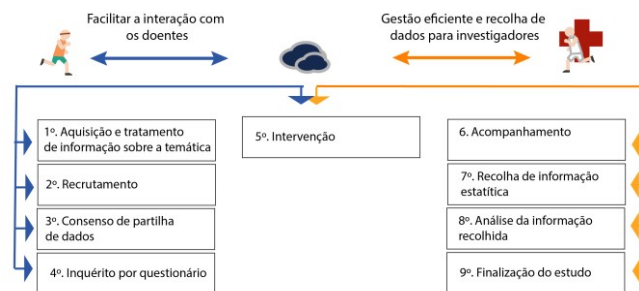 Facilitar a interação com
os doentes
Gestão eficiente e recolha de
dados para investigadores
1º. Aquisição e tratamento
de informação sobre a temática
2º. Recrutamento
3º. Consenso de partilha
de dados
4º. Inquérito por questionário
5º. Intervenção
6. Acompanhamento
7º. Recolha de informação
estatítica
8º. Análise da informação
recolhida
9º. Finalização do estudo